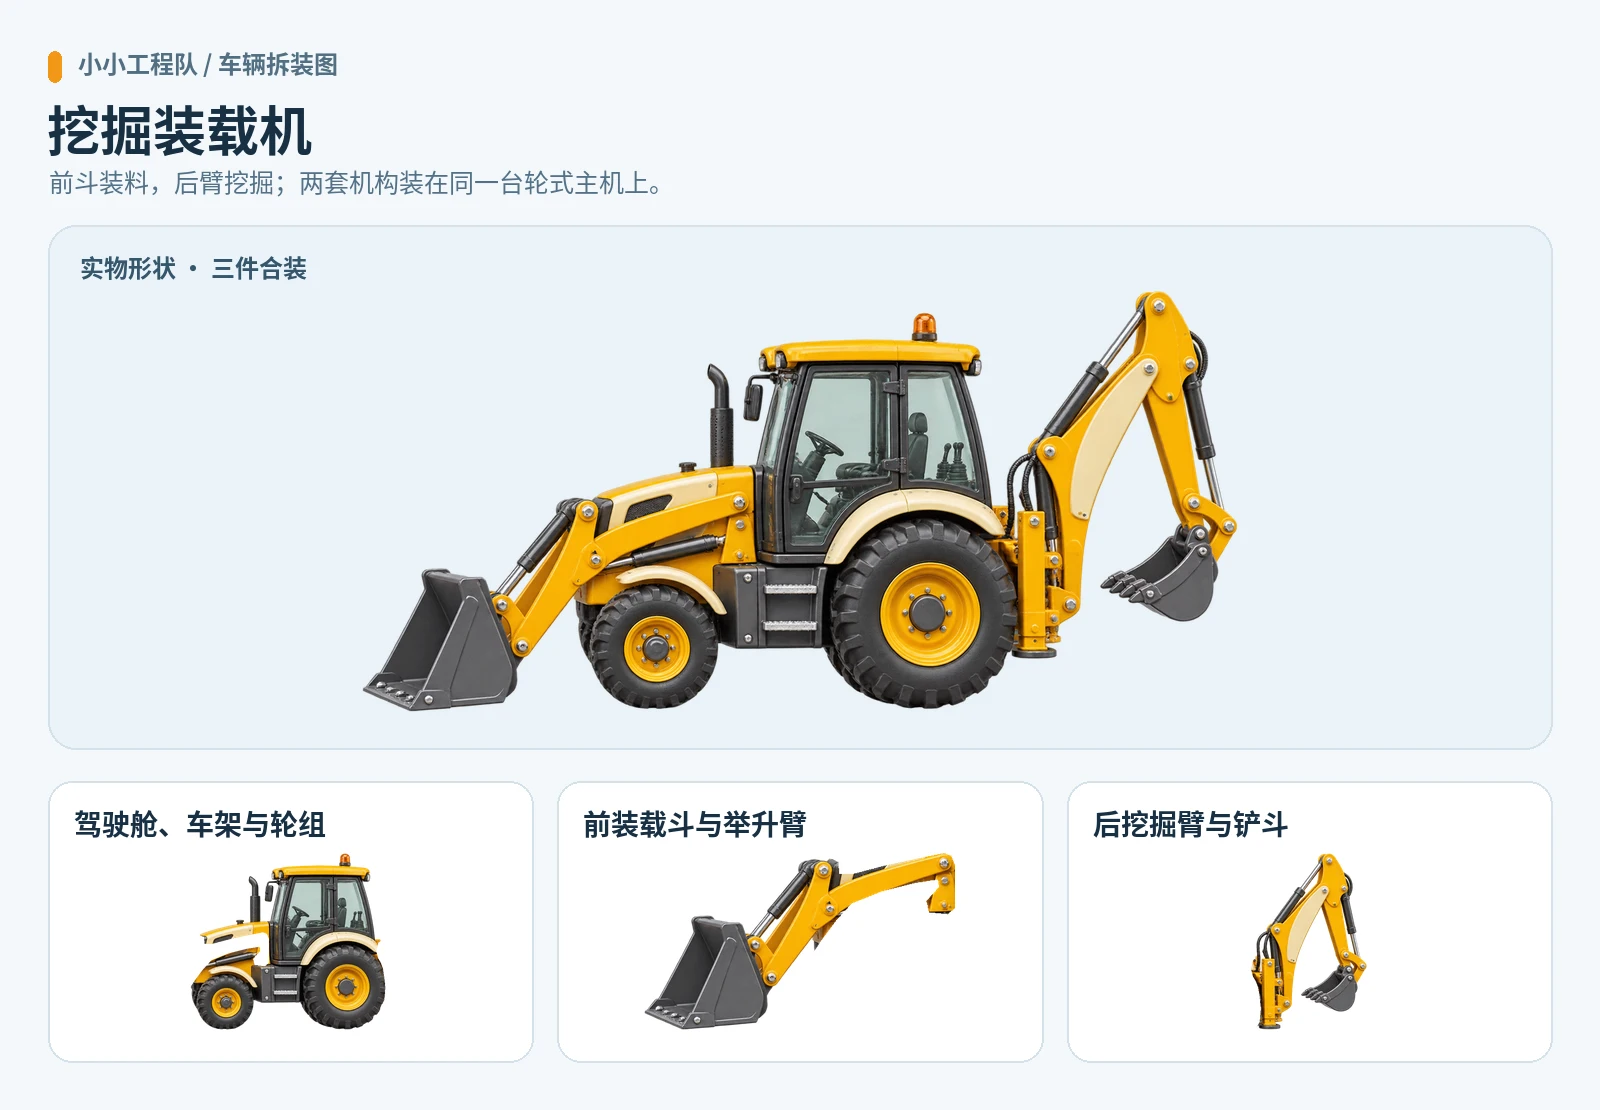 小小工程队 / 车辆拆装图
挖掘装载机
前斗装料，后臂挖掘；两套机构装在同一台轮式主机上。
实物形状 · 三件合装
驾驶舱、车架与轮组
前装载斗与举升臂
后挖掘臂与铲斗